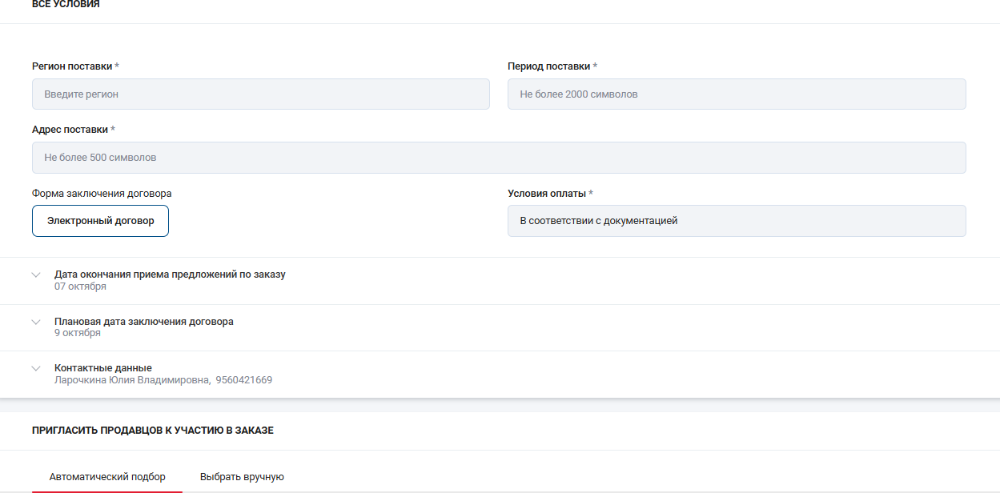 ВСЕ УСЛОВИЯ
Регион поставки *
Период поставки *
Введите регион
Не более 2000 символов
Адрес поставки *
Не более 500 символов
Форма заключения договора
Условия оплаты *
Электронный договор
В соответствии с документацией
Дата окончания приема предложений по заказу
07 октября
Плановая дата заключения договора
9 октября
Контактные данные
Ларочкина Юлия Владимировна, 9560421669
ПРИГЛАСИТЬ ПРОДАВЦОВ К УЧАСТИЮ В ЗАКАЗЕ
Автоматический подбор
Выбрать вручную